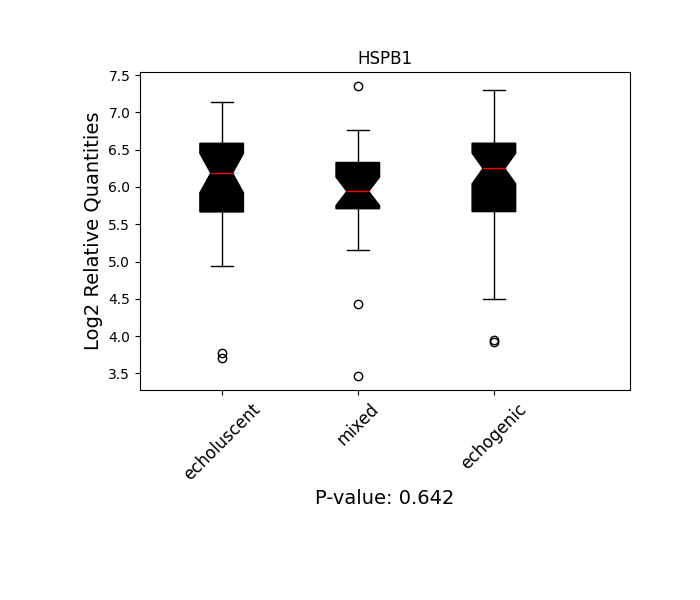 HSPB1
Log2 Relative Quantities
7.5
7.0
6.5
6.0
5.5
5.0
4.5
4.0
3.5
echoluscent
mixed
echogenic
P-value: 0.642